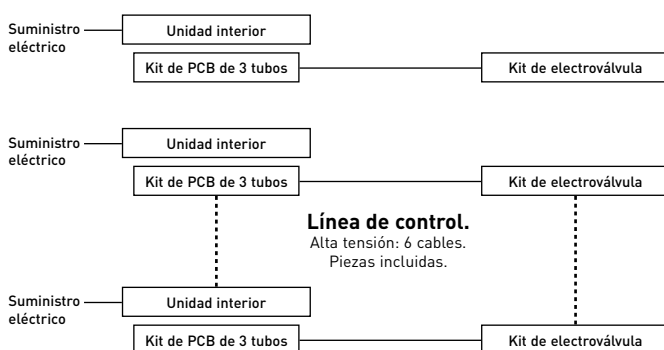 Suministro
eléctrico
Unidad interior
Kit de PCB de 3 tubos
Kit de electroválvula
Suministro
eléctrico
Unidad interior
Kit de PCB de 3 tubos
Kit de electroválvula
Línea de control.
Alta tensión: 6 cables.
Piezas incluidas.
Suministro
eléctrico
Unidad interior
Kit de PCB de 3 tubos
Kit de electroválvula